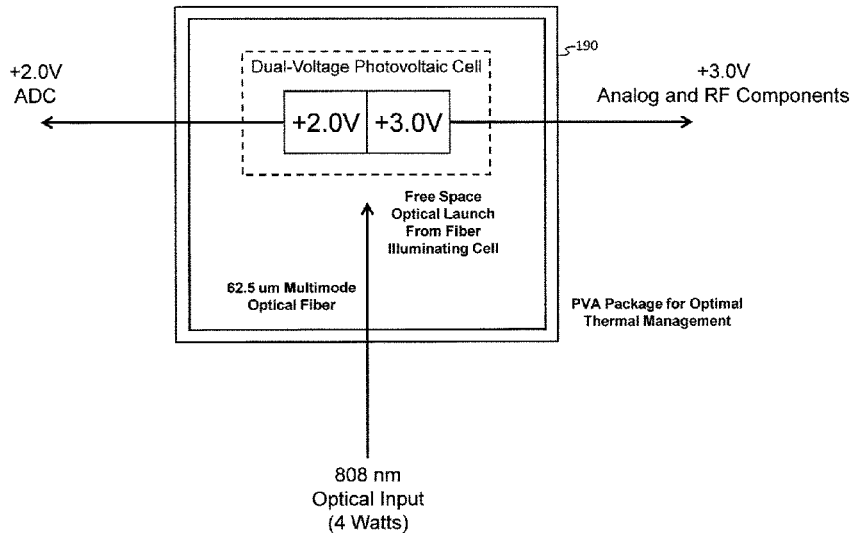 190
+2.0V
ADC
Dual-Voltage Photovoltaic Cell
+2.0V
+3.0V
+3.0V
Analog and RF Components
Free Space
Optical Launch
From Fiber
Illuminating Cell
62.5 um Multimode
Optical Fiber
PVA Package for Optimal
Thermal Management
808 nm
Optical Input
(4 Watts)